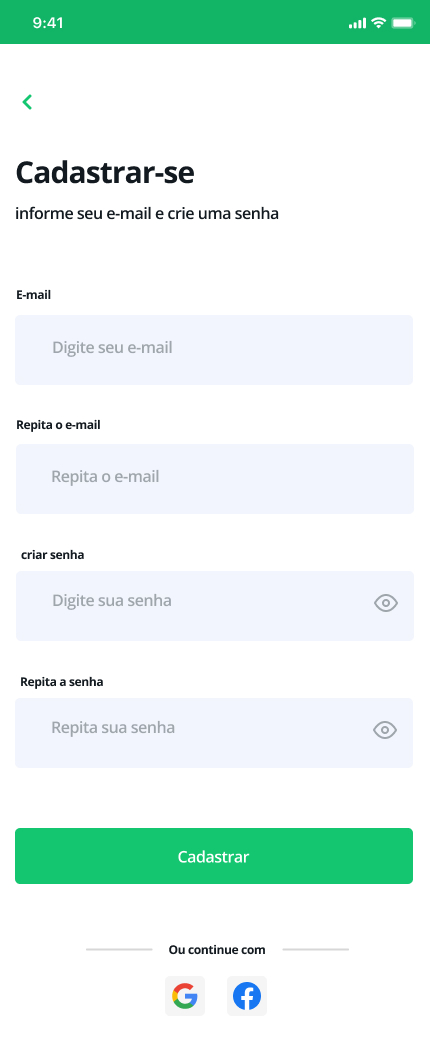 9:41
Cadastrar-se
informe seu e-mail e crie uma senha
E-mail
Digite seu e-mail
Repita o e-mail
Repita o e-mail
criar senha
Digite sua senha
Repita a senha
Repita sua senha
Cadastrar
Ou continue com